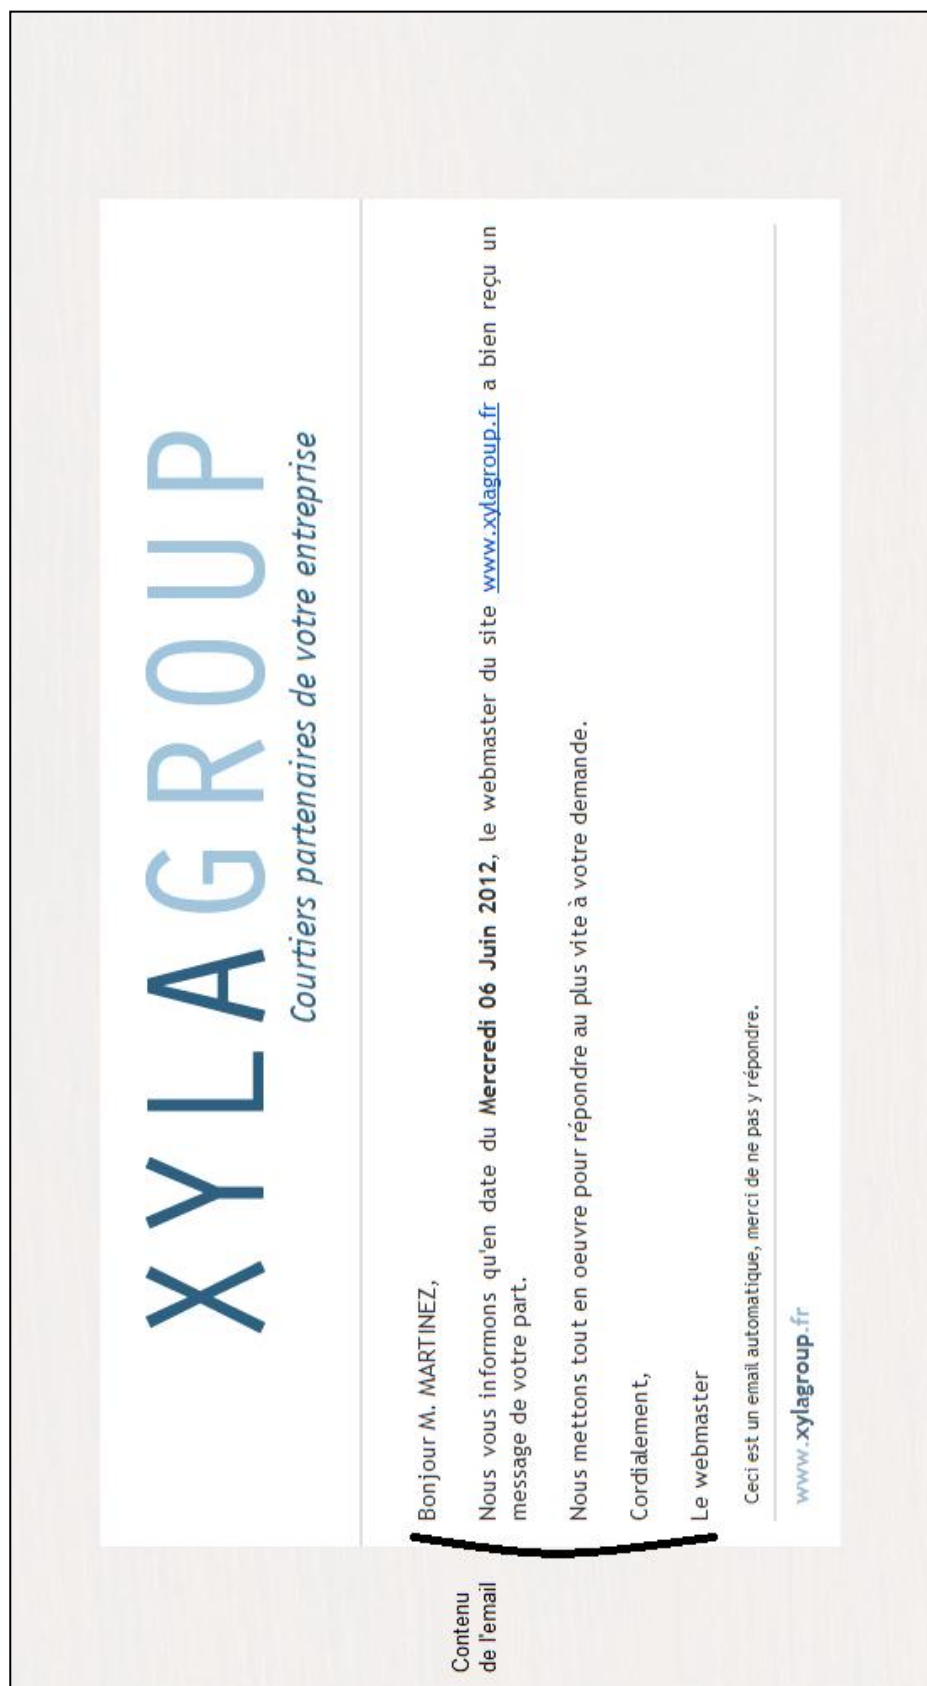 XYLAGROUP
Courtiers partenaires de votre entreprise
Bonjour M. MARTINEZ,
Nous vous informons qu'en date du Mercredi 06 Juin 2012, le webmaster du site www.xylagroup.fr a bien reçu un
message de votre part.
Nous mettons tout en oeuvre pour répondre au plus vite à votre demande.
Cordialement,
Le webmaster
Ceci est un email automatique, merci de ne pas y répondre.
www.xylagroup.fr
Contenu
de l'email